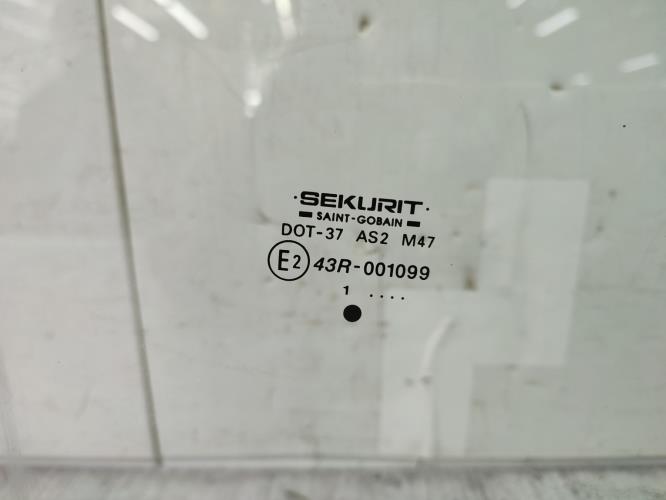 ·SEKURIT·
SAINT-GOBAIN
DOT-37 AS2 M47
E2 43R-001099
1 ....